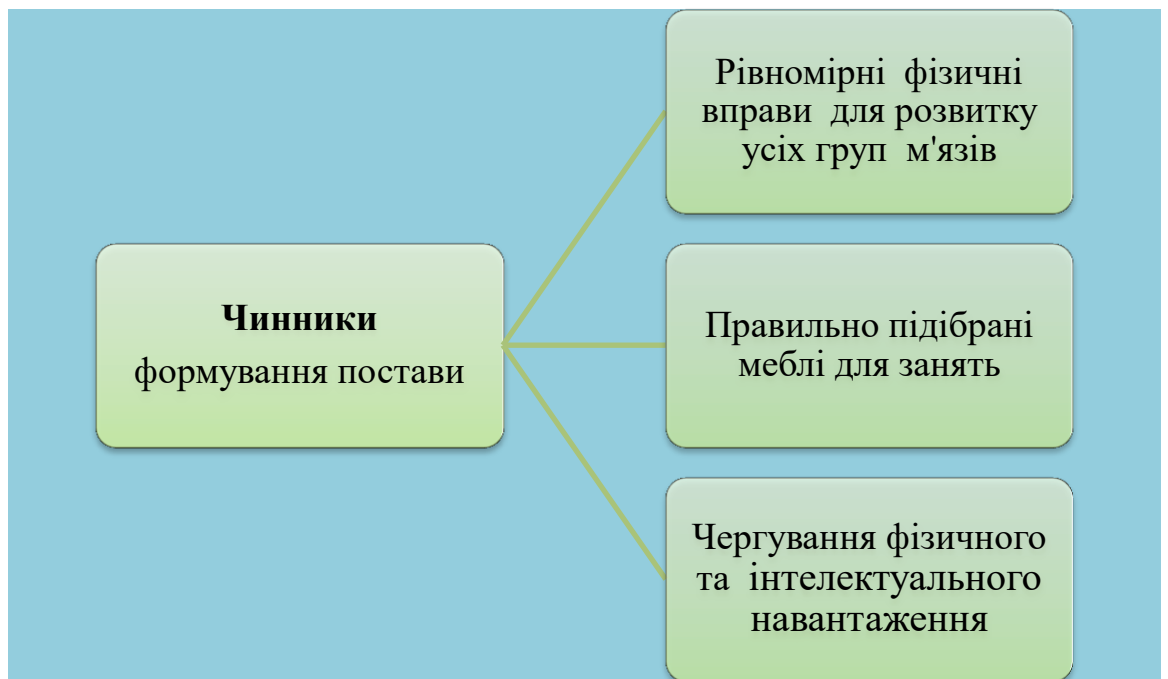 Чинники
формування постави
Рівномірні фізичні
вправи для розвитку
усіх груп м'язів
Правильно підібрані
меблі для занять
Чергування фізичного
та інтелектуального
навантаження